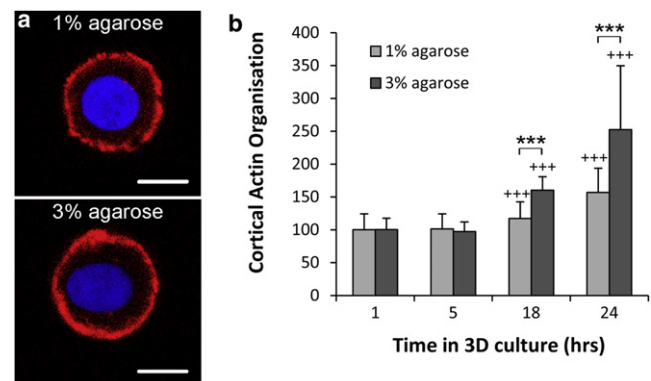 a
1% agarose
3% agarose
b
Cortical Actin Organisation
400
350
300
250
200
150
100
50
0
1% agarose
3% agarose
+++
***
+++
+++
***
+++
1
5
18
24
Time in 3D culture (hrs)